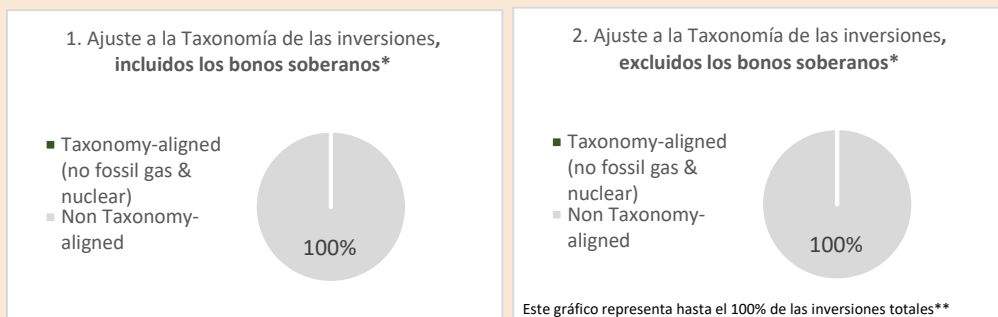 1. Ajuste a la Taxonomía de las inversiones,
incluidos los bonos soberanos*
Taxonomy-aligned
(no fossil gas &
nuclear)
Non Taxonomy-
aligned
100%
2. Ajuste a la Taxonomía de las inversiones,
excluidos los bonos soberanos*
Taxonomy-aligned
(no fossil gas &
nuclear)
Non Taxonomy-
aligned
100%
Este gráfico representa hasta el 100% de las inversiones totales**